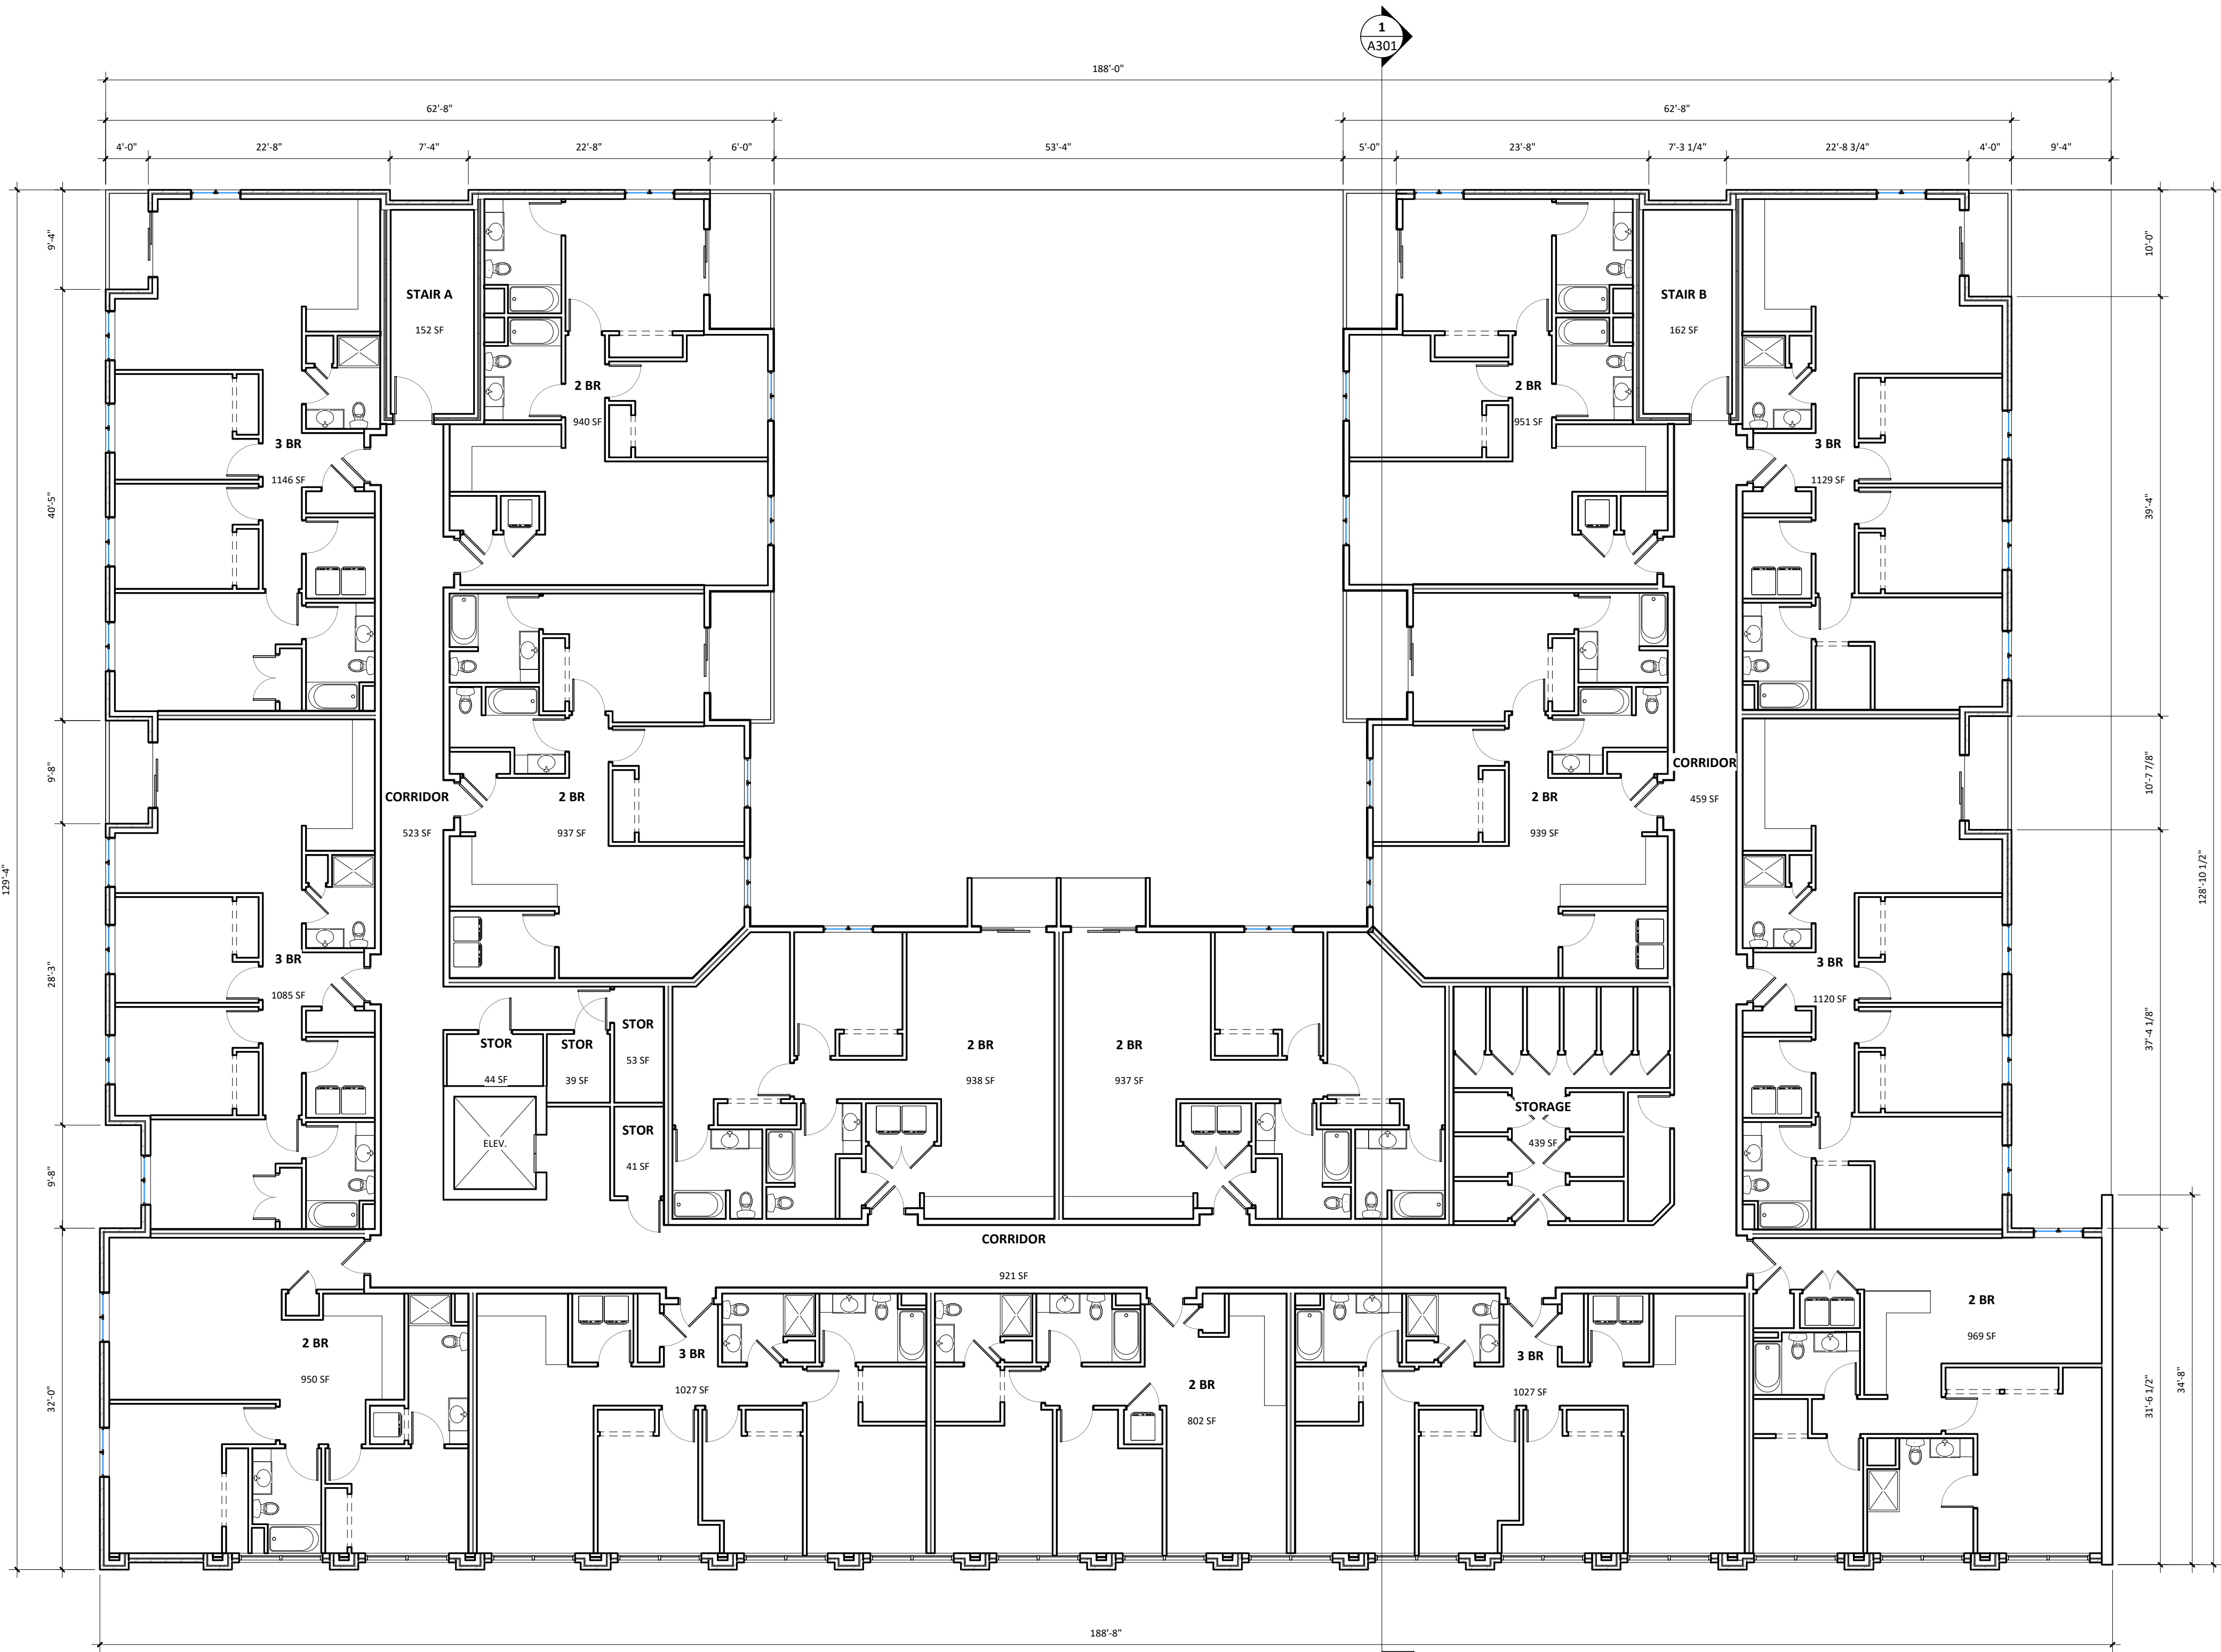 1
A301
188'-0"
62'-8"
62'-8"
4'-0"
22'-8"
7'-4"
22'-8"
6'-0"
53'-4"
5'-0"
23'-8"
7'-3 1/4"
22'-8 3/4"
4'-0"
9'-4"
9'-4"
10'-0"
STAIR A
152 SF
STAIR B
162 SF
2 BR
940 SF
2 BR
951 SF
3 BR
1146 SF
3 BR
1129 SF
40'-5"
39'-4"
9'-8"
10'-7 7/8"
CORRIDOR
523 SF
2 BR
937 SF
2 BR
939 SF
CORRIDOR
459 SF
129'-4"
128'-10 1/2"
3 BR
1085 SF
3 BR
1120 SF
28'-3"
37'-4 1/8"
STOR
44 SF
STOR
39 SF
STOR
53 SF
2 BR
938 SF
2 BR
937 SF
STORAGE
439 SF
ELEV.
STOR
41 SF
9'-8"
CORRIDOR
921 SF
2 BR
950 SF
3 BR
1027 SF
2 BR
802 SF
3 BR
1027 SF
2 BR
969 SF
32'-0"
31'-6 1/2"
34'-8"
188'-8"